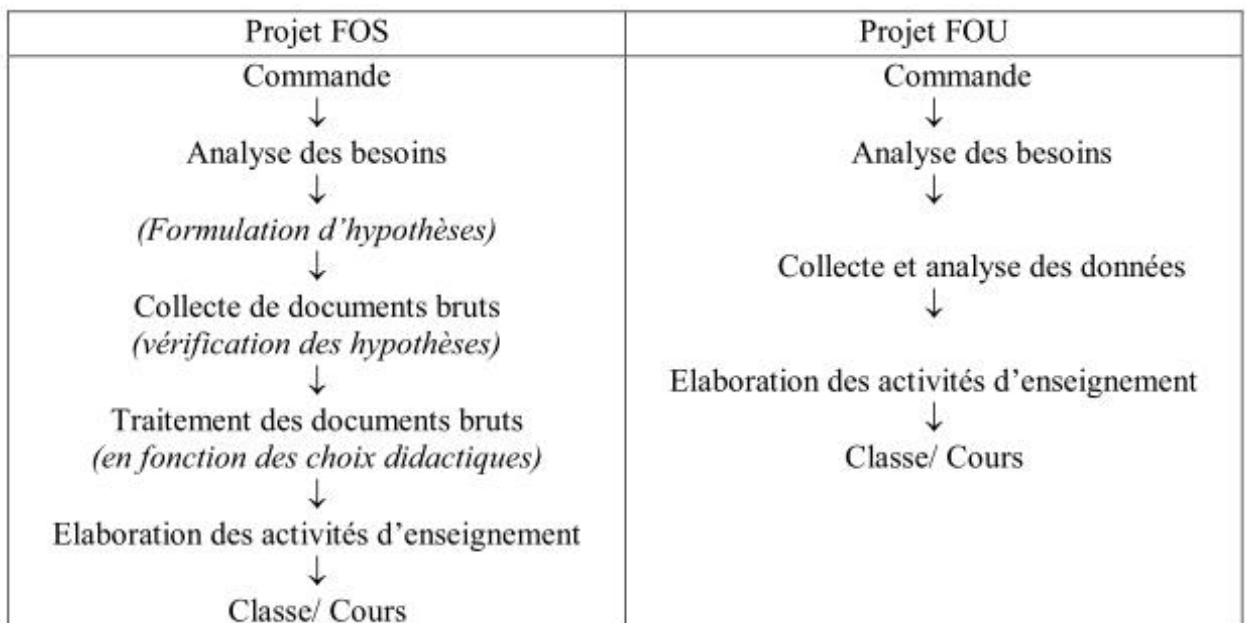 Projet FOS
Commande
↓
Analyse des besoins
↓
(Formulation d’hypothèses)
↓
Collecte de documents bruts
(vérification des hypothèses)
↓
Traitement des documents bruts
(en fonction des choix didactiques)
↓
Elaboration des activités d’enseignement
↓
Classe/ Cours
Projet FOU
Commande
↓
Analyse des besoins
↓
Collecte et analyse des données
↓
Elaboration des activités d’enseignement
↓
Classe/ Cours